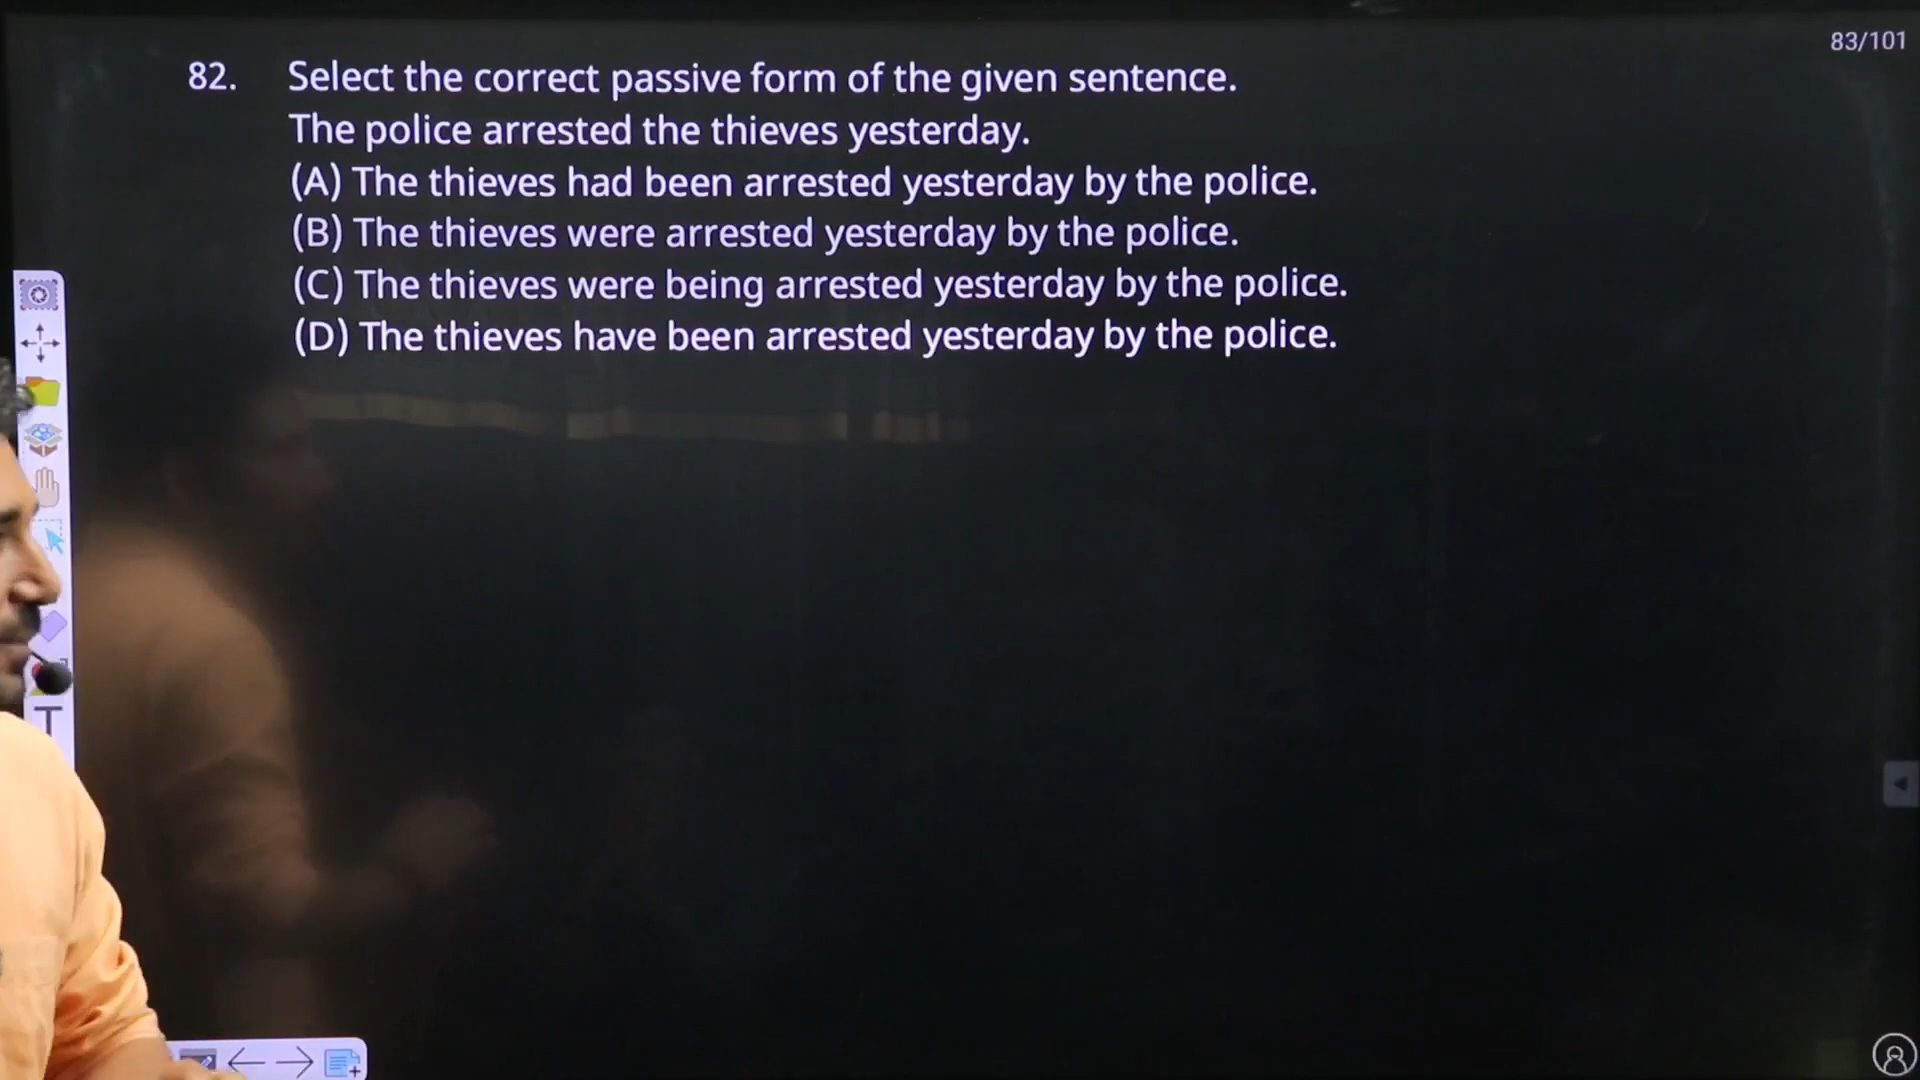 83/101
82. Select the correct passive form of the given sentence.
The police arrested the thieves yesterday.
(A) The thieves had been arrested yesterday by the police.
(B) The thieves were arrested yesterday by the police.
(C) The thieves were being arrested yesterday by the police.
(D) The thieves have been arrested yesterday by the police.
T